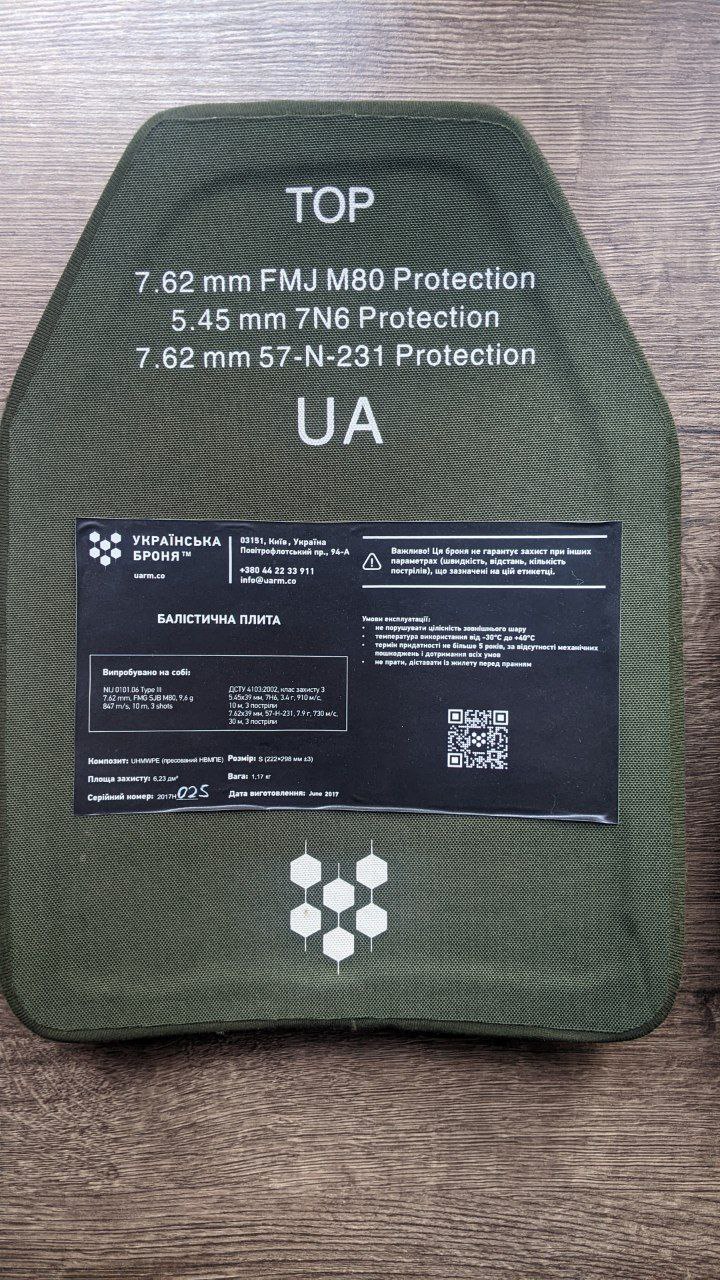 TOP
7.62 mm FMJ M80 Protection
5.45 mm 7N6 Protection
7.62 mm 57-N-231 Protection
UA
УКРАЇНСЬКА
БРОНЯ™
uarm.co
03151, Київ, Україна
Повітрофлотський пр., 94-А
+380 44 22 33 911
info@uarm.co
Важливо! Ця броня не гарантує захист при інших
параметрах (швидкість, відстань, кількість
пострілів), що зазначені на цій етикетці.
БАЛІСТИЧНА ПЛИТА
Випробувано на собі:
NIJ 0101.06 Type III
7.62 mm, FMG SJB M80, 9,6 g
847 m/s, 10 m, 3 shots
ДСТУ 4103:2002, клас захисту 3
5.45х39 мм, 7Н6, 3.4 г, 910 м/с,
10 м, 3 постріли
7.62х39 мм, 57-Н-231, 7.9 г, 730 м/с,
30 м, 3 постріли
Умови експлуатації:
• не порушувати цілісність зовнішнього шару
• температура використання від -30°С до +40°С
• термін придатності не більше 5 років, за відсутності механічних
пошкоджень і дотримання всіх умов
• не прати, діставати із жилету перед пранням
Композит: UHMWPE (пресований НВМПЕ)
Розмір: S (222×298 мм ±3)
Площа захисту: 6,23 дм²
Вага: 1,17 кг
Серійний номер: 2017H025
Дата виготовлення: June 2017